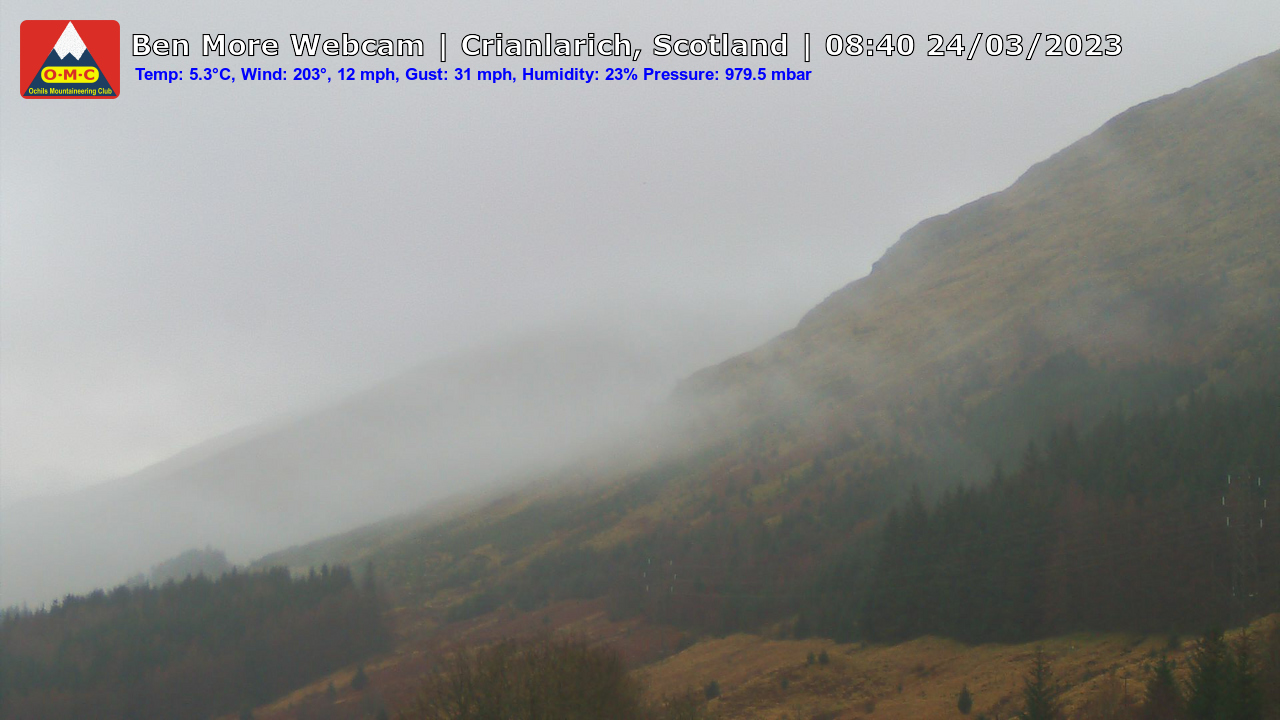 Ben More Webcam | Crianlarich, Scotland | 08:40 24/03/2023
Temp: 5.3°C, Wind: 203°, 12 mph, Gust: 31 mph, Humidity: 23% Pressure: 979.5 mbar
O-M-C
Ochils Mountaineering Club